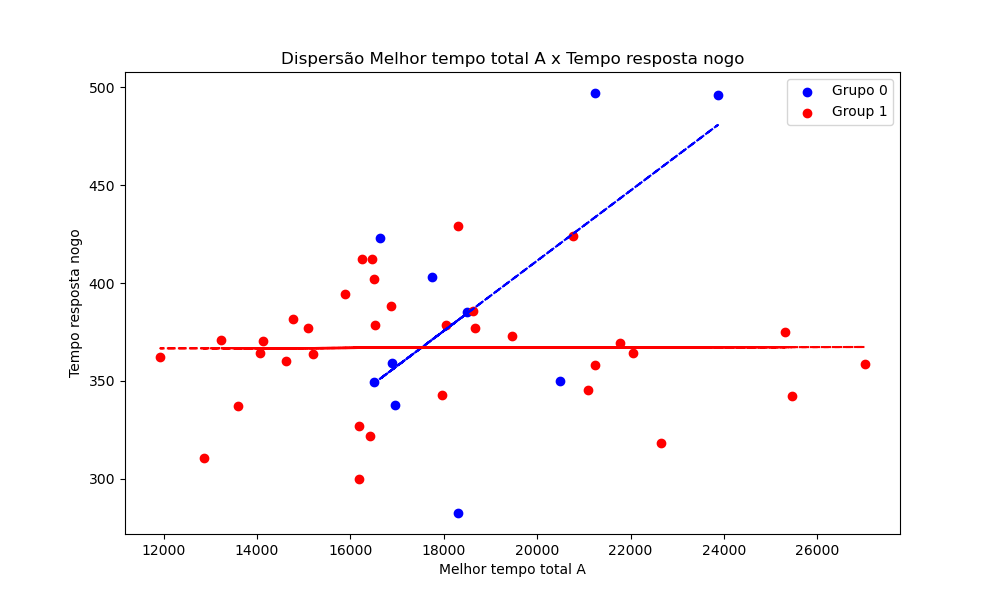 Dispersão Melhor tempo total A x Tempo resposta nogo
Grupo 0
Group 1
500
450
400
350
300
Tempo resposta nogo
12000 14000 16000 18000 20000 22000 24000 26000
Melhor tempo total A